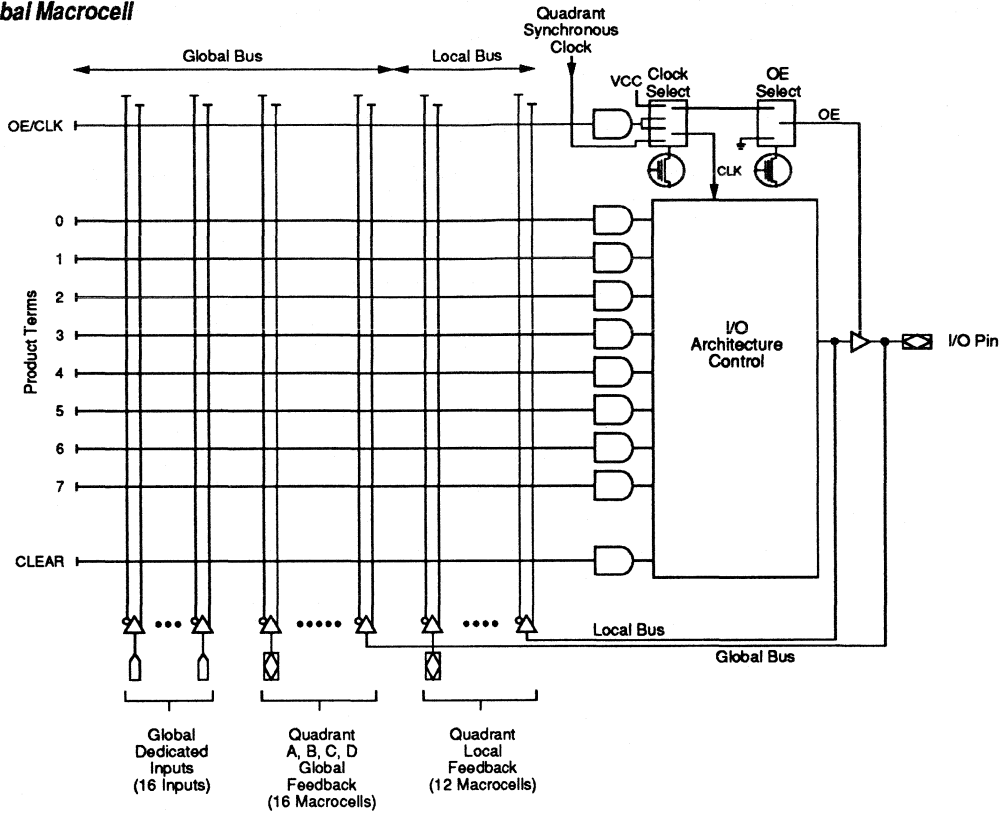 bal Macrocell
Quadrant
Synchronous
Clock
Global Bus
Local Bus
VCC
Clock
Select
OE
Select
OE/CLK
OE
CLK
0
1
2
3
4
5
6
7
Product Terms
I/O
Architecture
Control
I/O Pin
CLEAR
Local Bus
Global Bus
Global
Dedicated
Inputs
(16 Inputs)
Quadrant
A, B, C, D
Global
Feedback
(16 Macrocells)
Quadrant
Local
Feedback
(12 Macrocells)